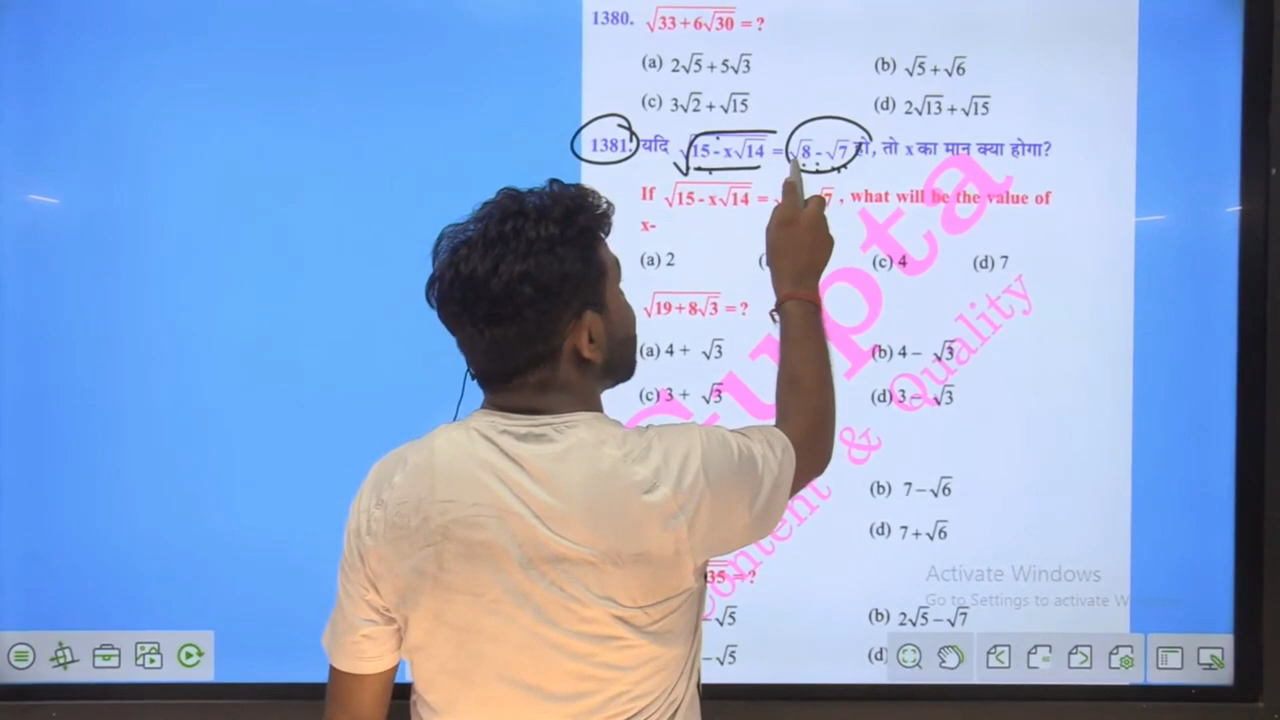 1380. √33+6√30 = ?
(a) 2√5+5√3 (b) √5+√6
(c) 3√2+√15 (d) 2√13+√15
1381. यदि √15-x√14 = √8-√7 हो, तो x का मान क्या होगा?
If √15-x√14 = √7, what will be the value of
x-
(a) 2 (c) 4 (d) 7
√19+8√3 = ?
(a) 4+ √3 (b) 4- √3
(c) 3+ √3 (d) 3- √3
(b) 7-√6
(d) 7+√6
35 = ?
√5 (b) 2√5-√7
-√5 (d)
Gupta
Content & Quality
Activate Windows
Go to Settings to activate